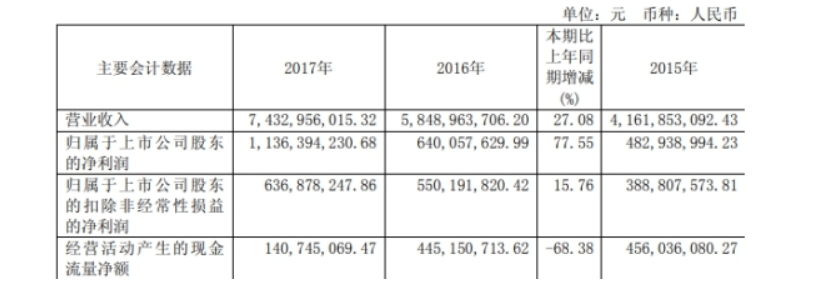 单位：元 币种：人民币
主要会计数据 2017年 2016年 本期比上年同期增减(%) 2015年
营业收入 7,432,956,015.32 5,848,963,706.20 27.08 4,161,853,092.43
归属于上市公司股东的净利润 1,136,394,230.68 640,057,629.99 77.55 482,938,994.23
归属于上市公司股东的扣除非经常性损益的净利润 636,878,247.86 550,191,820.42 15.76 388,807,573.81
经营活动产生的现金流量净额 140,745,069.47 445,150,713.62 -68.38 456,036,080.27